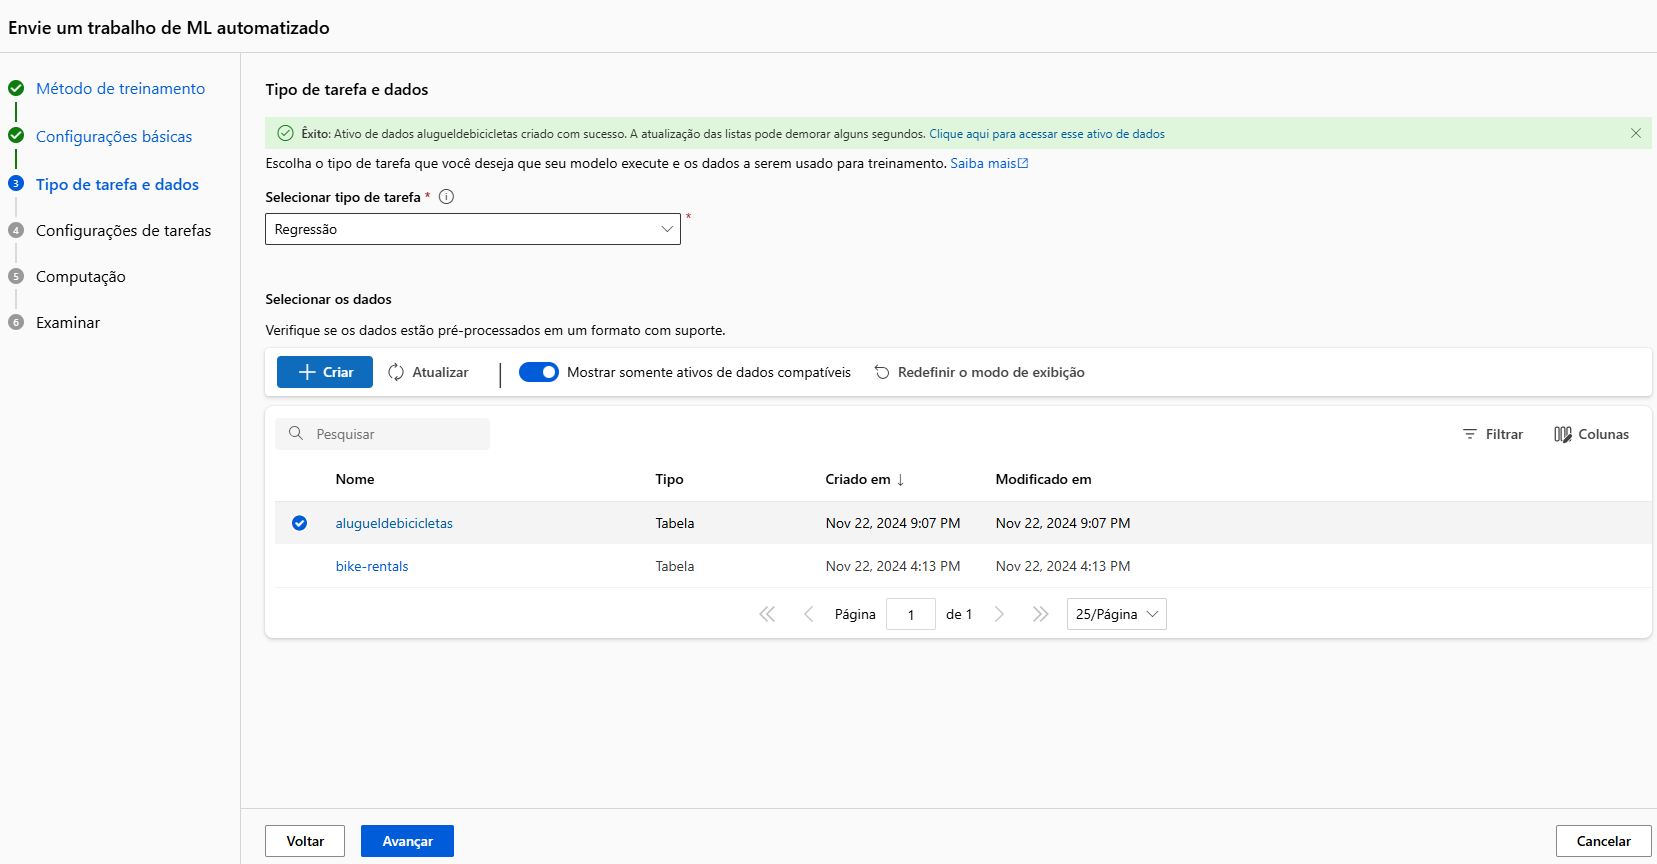 Envie um trabalho de ML automatizado
Método de treinamento
Configurações básicas
3 Tipo de tarefa e dados
4 Configurações de tarefas
5 Computação
6 Examinar
Tipo de tarefa e dados
Êxito: Ativo de dados alugueldebicicletas criado com sucesso. A atualização das listas pode demorar alguns segundos. Clique aqui para acessar esse ativo de dados
Escolha o tipo de tarefa que você deseja que seu modelo execute e os dados a serem usado para treinamento. Saiba mais
Selecionar tipo de tarefa *
Regressão *
Selecionar os dados
Verifique se os dados estão pré-processados em um formato com suporte.
Criar Atualizar | Mostrar somente ativos de dados compatíveis Redefinir o modo de exibição
Pesquisar Filtrar Colunas
Nome Tipo Criado em ↓ Modificado em
alugueldebicicletas Tabela Nov 22, 2024 9:07 PM Nov 22, 2024 9:07 PM
bike-rentals Tabela Nov 22, 2024 4:13 PM Nov 22, 2024 4:13 PM
Página 1 de 1 25/Página
Voltar Avançar Cancelar